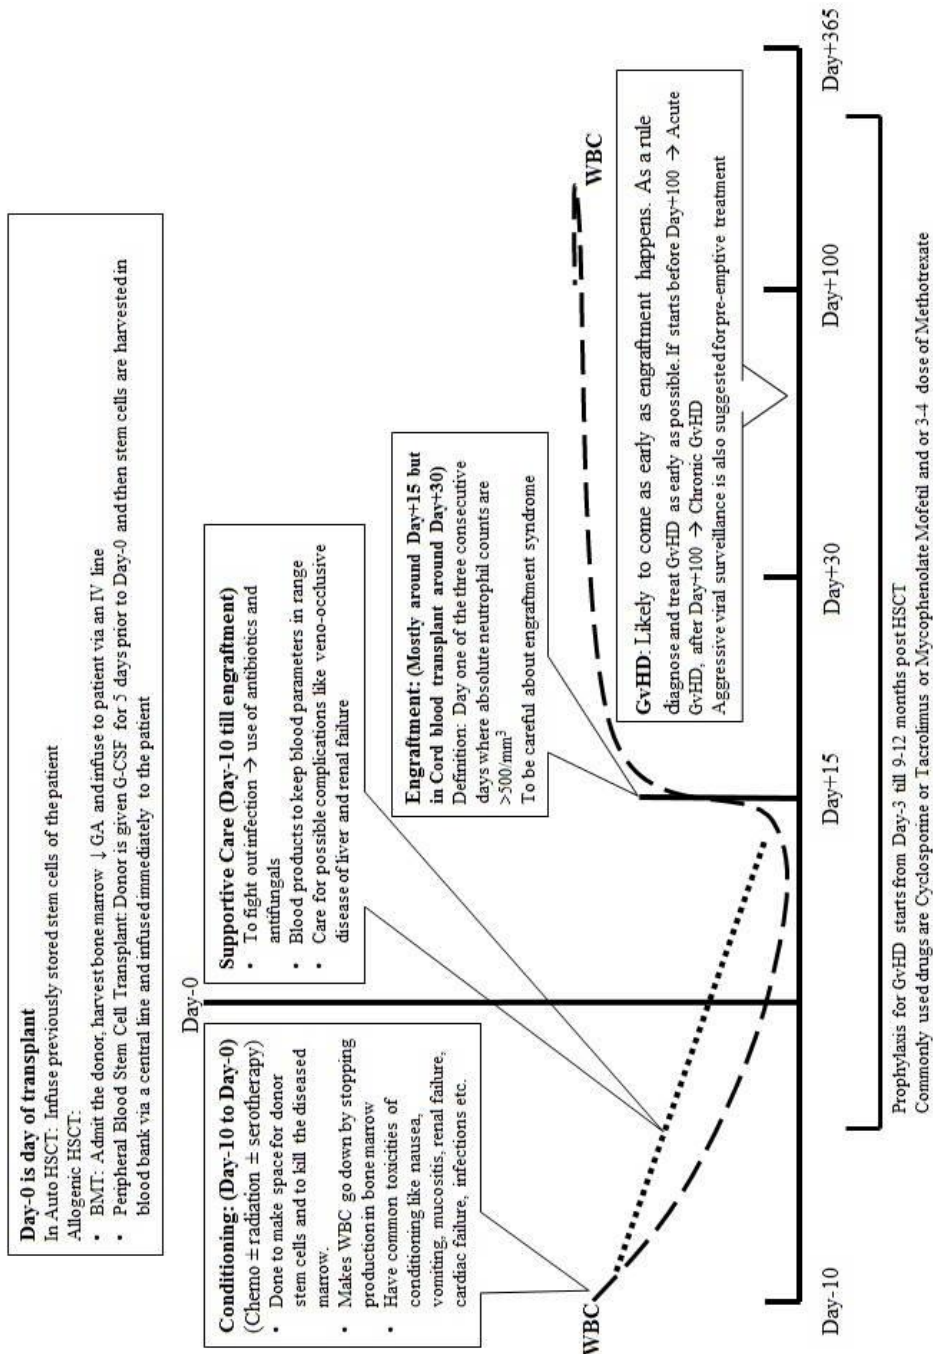 Day-0 is day of transplant
In Auto HSCT: Infuse previously stored stem cells of the patient
Allogenic HSCT:
• BMT: Admit the donor, harvest bone marrow ↓ GA and infuse to patient via an IV line
• Peripheral Blood Stem Cell Transplant: Donor is given G-CSF for 5 days prior to Day-0 and then stem cells are harvested in
blood bank via a central line and infused immediately to the patient
Day-0
Conditioning: (Day-10 to Day-0)
(Chemo ± radiation ± serotherapy)
• Done to make space for donor
stem cells and to kill the diseased
marrow.
• Makes WBC go down by stopping
production in bone marrow
• Have common toxicities of
conditioning like nausea,
vomiting, mucositis, renal failure,
cardiac failure, infections etc.
Supportive Care (Day-10 till engraftment)
• To fight out infection → use of antibiotics and
antifungals
• Blood products to keep blood parameters in range
• Care for possible complications like veno-occlusive
disease of liver and renal failure
Engraftment: (Mostly around Day+15 but
in Cord blood transplant around Day+30)
Definition: Day one of the three consecutive
days where absolute neutrophil counts are
>500/mm³
To be careful about engraftment syndrome
WBC
WBC
GvHD: Likely to come as early as engraftment happens. As a rule
diagnose and treat GvHD as early as possible. If starts before Day+100 → Acute
GvHD, after Day+100 → Chronic GvHD
Aggressive viral surveillance is also suggested for pre-emptive treatment
Day-10
Day+15
Day+30
Day+100
Day+365
Prophylaxis for GvHD starts from Day-3 till 9-12 months post HSCT
Commonly used drugs are Cyclosporine or Tacrolimus or Mycophenolate Mofetil and or 3-4 dose of Methotrexate